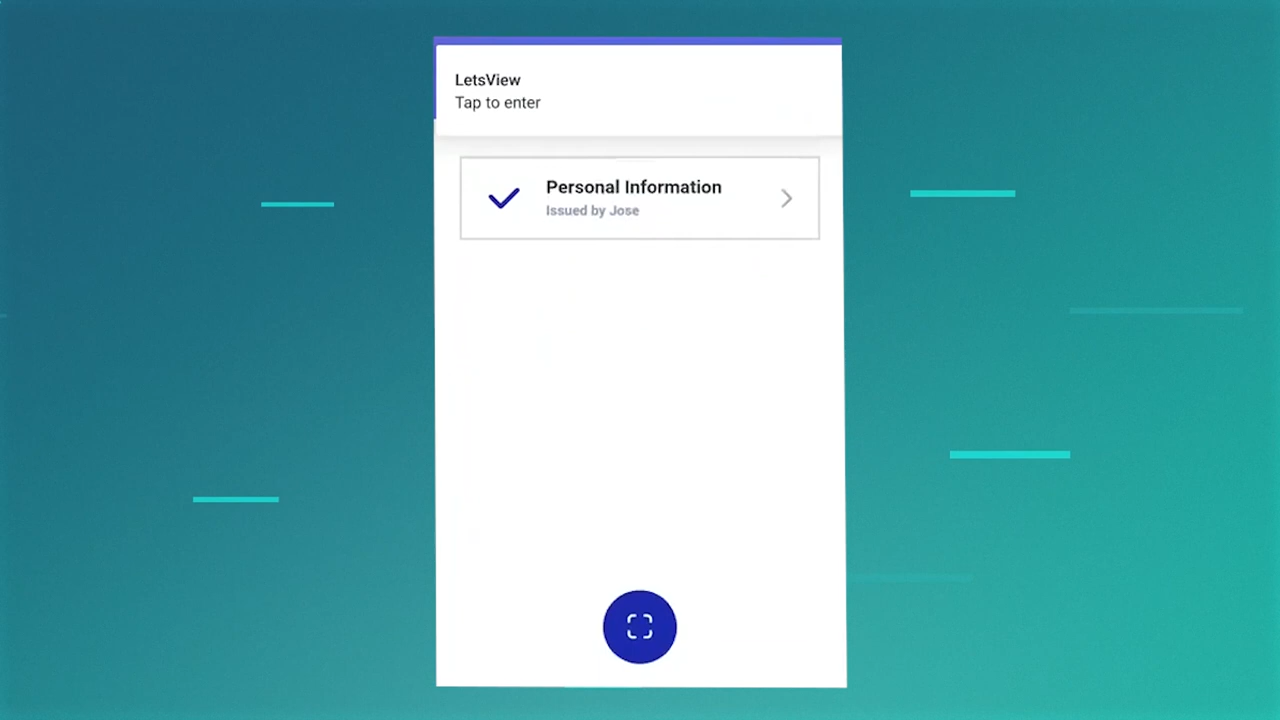 LetsView
Tap to enter
Personal Information
Issued by Jose